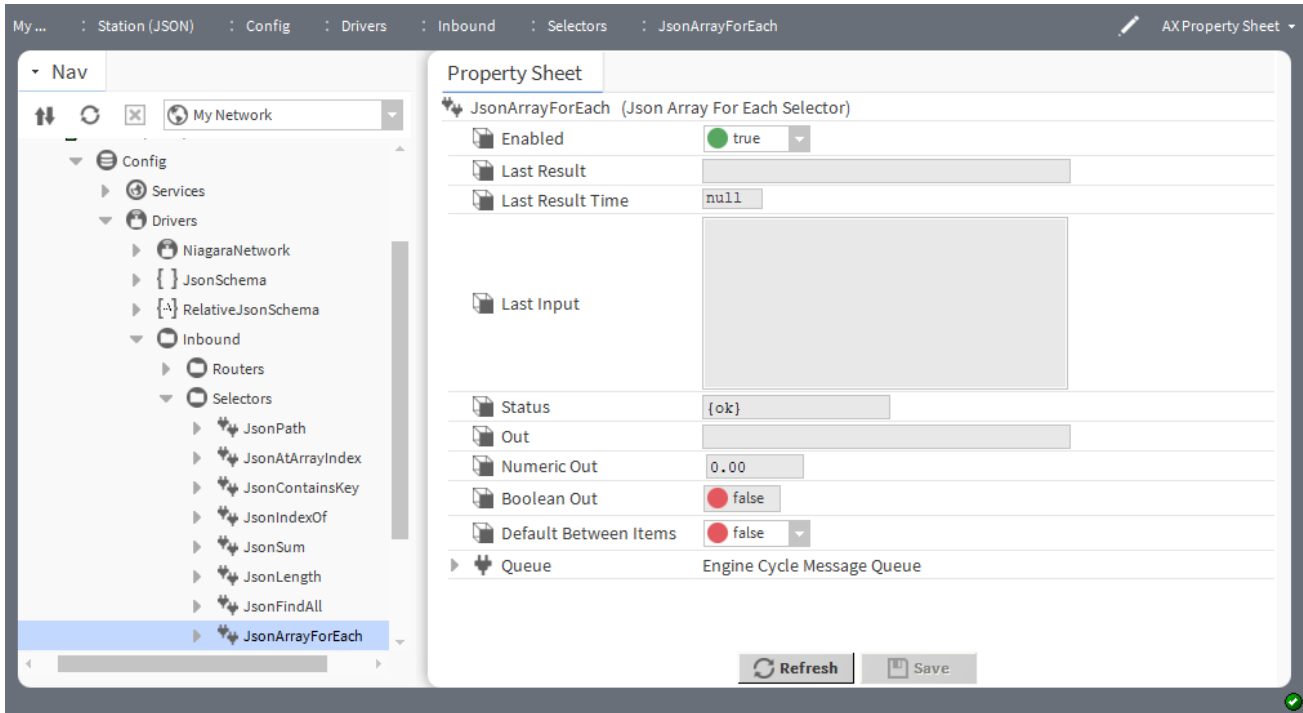 My ... : Station (JSON) : Config : Drivers : Inbound : Selectors : JsonArrayForEach AX Property Sheet
Nav
My Network
Config
Services
Drivers
NiagaraNetwork
{ } JsonSchema
RelativeJsonSchema
Inbound
Routers
Selectors
JsonPath
JsonAtArrayIndex
JsonContainsKey
JsonIndexOf
JsonSum
JsonLength
JsonFindAll
JsonArrayForEach
Property Sheet
JsonArrayForEach (Json Array For Each Selector)
Enabled true
Last Result
Last Result Time null
Last Input
Status {ok}
Out
Numeric Out 0.00
Boolean Out false
Default Between Items false
Queue Engine Cycle Message Queue
Refresh Save